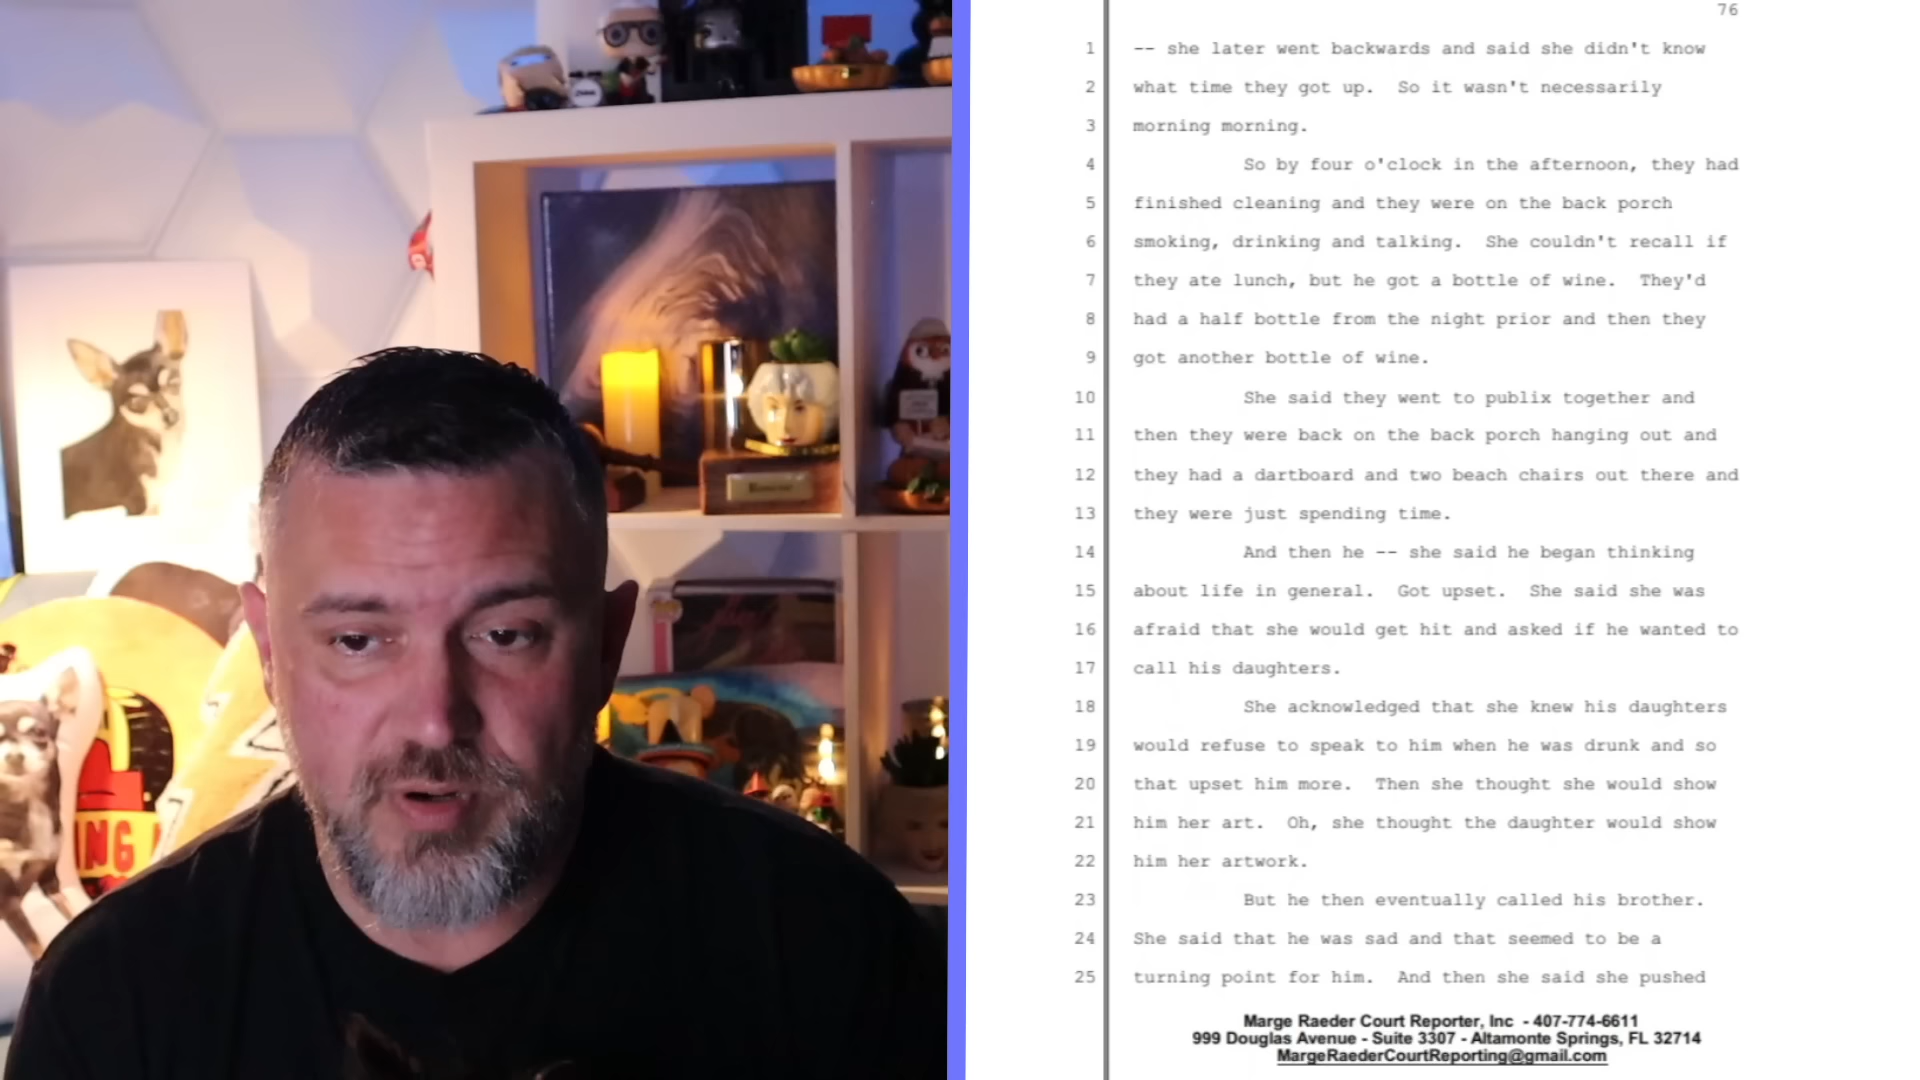 76
1 -- she later went backwards and said she didn't know
2 what time they got up. So it wasn't necessarily
3 morning morning.
4 So by four o'clock in the afternoon, they had
5 finished cleaning and they were on the back porch
6 smoking, drinking and talking. She couldn't recall if
7 they ate lunch, but he got a bottle of wine. They'd
8 had a half bottle from the night prior and then they
9 got another bottle of wine.
10 She said they went to publix together and
11 then they were back on the back porch hanging out and
12 they had a dartboard and two beach chairs out there and
13 they were just spending time.
14 And then he -- she said he began thinking
15 about life in general. Got upset. She said she was
16 afraid that she would get hit and asked if he wanted to
17 call his daughters.
18 She acknowledged that she knew his daughters
19 would refuse to speak to him when he was drunk and so
20 that upset him more. Then she thought she would show
21 him her art. Oh, she thought the daughter would show
22 him her artwork.
23 But he then eventually called his brother.
24 She said that he was sad and that seemed to be a
25 turning point for him. And then she said she pushed
Marge Raeder Court Reporter, Inc - 407-774-6611
999 Douglas Avenue - Suite 3307 - Altamonte Springs, FL 32714
MargeRaederCourtReporting@gmail.com
ING